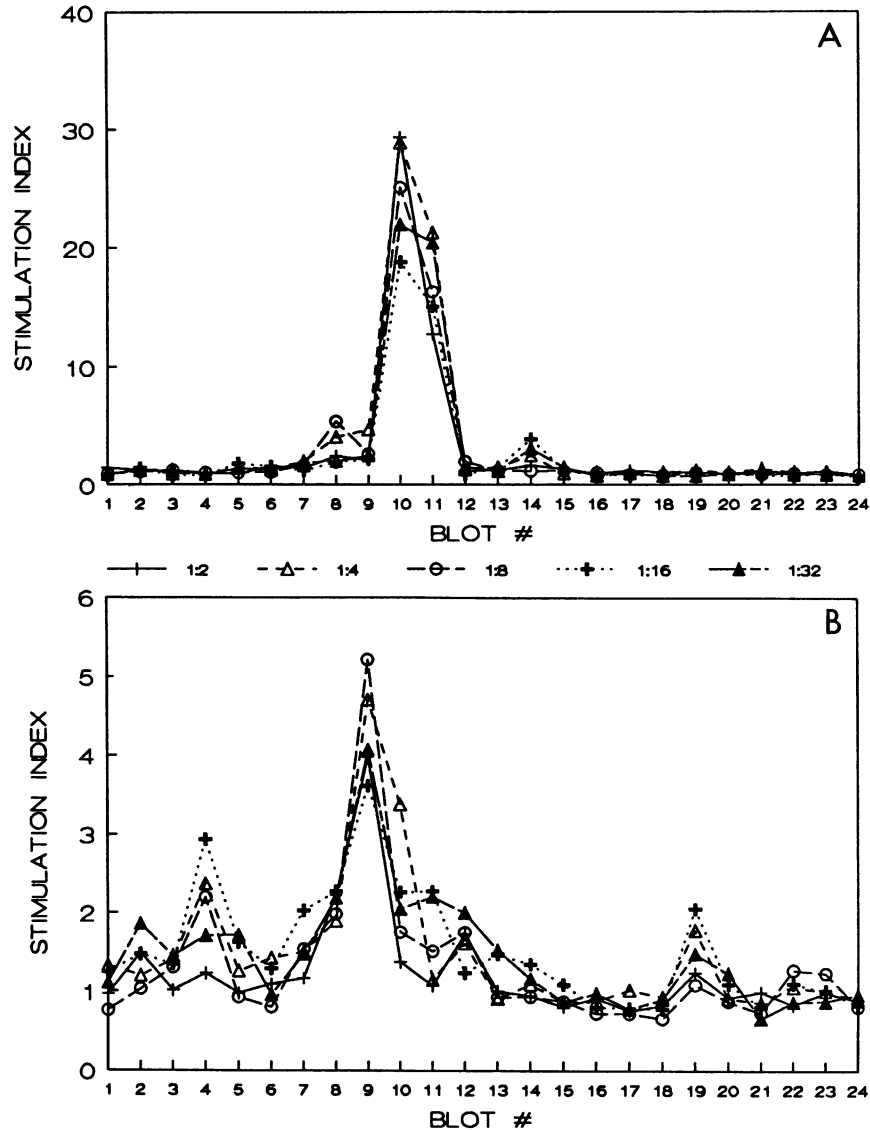 A
40
30
20
10
0
STIMULATION INDEX
1 2 3 4 5 6 7 8 9 10 11 12 13 14 15 16 17 18 19 20 21 22 23 24
BLOT #
1:2 1:4 1:8 1:16 1:32
B
6
5
4
3
2
1
0
STIMULATION INDEX
1 2 3 4 5 6 7 8 9 10 11 12 13 14 15 16 17 18 19 20 21 22 23 24
BLOT #